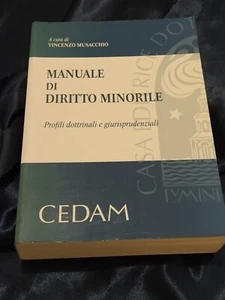 A cura di
VINCENZO MUSACCHIO
MANUALE
DI
DIRITTO MINORILE
Profili dottrinali e giurisprudenziali
CEDAM